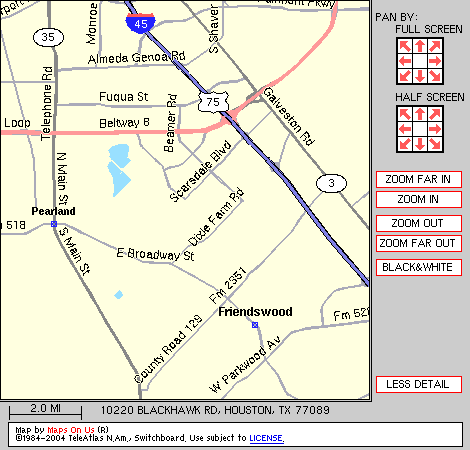 Fairmont Pkwy
PAN BY:
FULL SCREEN
45
Monroe
S Shaver
35
Almeda Genoa Rd
Telephone Rd
Fuqua St
75
HALF SCREEN
Galveston Rd
Loop
Beltway 8
Beamer Rd
Scarsdale Blvd
N Main St
3
ZOOM FAR IN
ZOOM IN
Pearland
Dixie Farm Rd
ZOOM OUT
518
S Main St
E Broadway St
ZOOM FAR OUT
BLACK&WHITE
Fm 2351
Friendswood
Fm 528
County Road 129
W Parkwood Av
LESS DETAIL
2.0 MI
10220 BLACKHAWK RD, HOUSTON, TX 77089
Map by Maps On Us (R)
©1984-2004 TeleAtlas N.Am., Switchboard. Use subject to LICENSE.